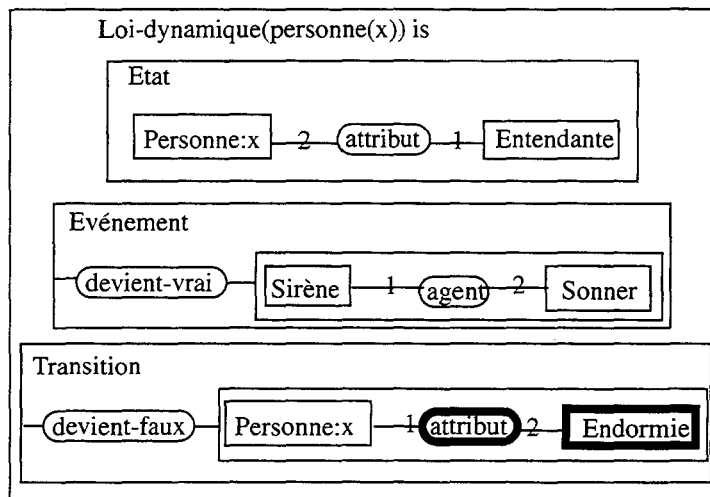 Loi-dynamique(personne(x)) is
Etat
Personne:x 2 attribut 1 Entendante
Evénement
devient-vrai Sirène 1 agent 2 Sonner
Transition
devient-faux Personne:x 1 attribut 2 Endormie